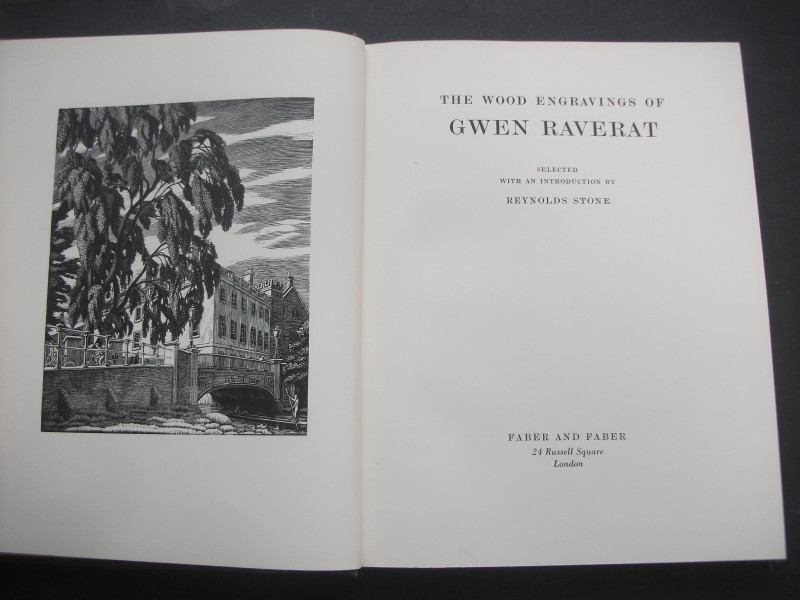 THE WOOD ENGRAVINGS OF
GWEN RAVERAT
SELECTED
WITH AN INTRODUCTION BY
REYNOLDS STONE
FABER AND FABER
24 Russell Square
London